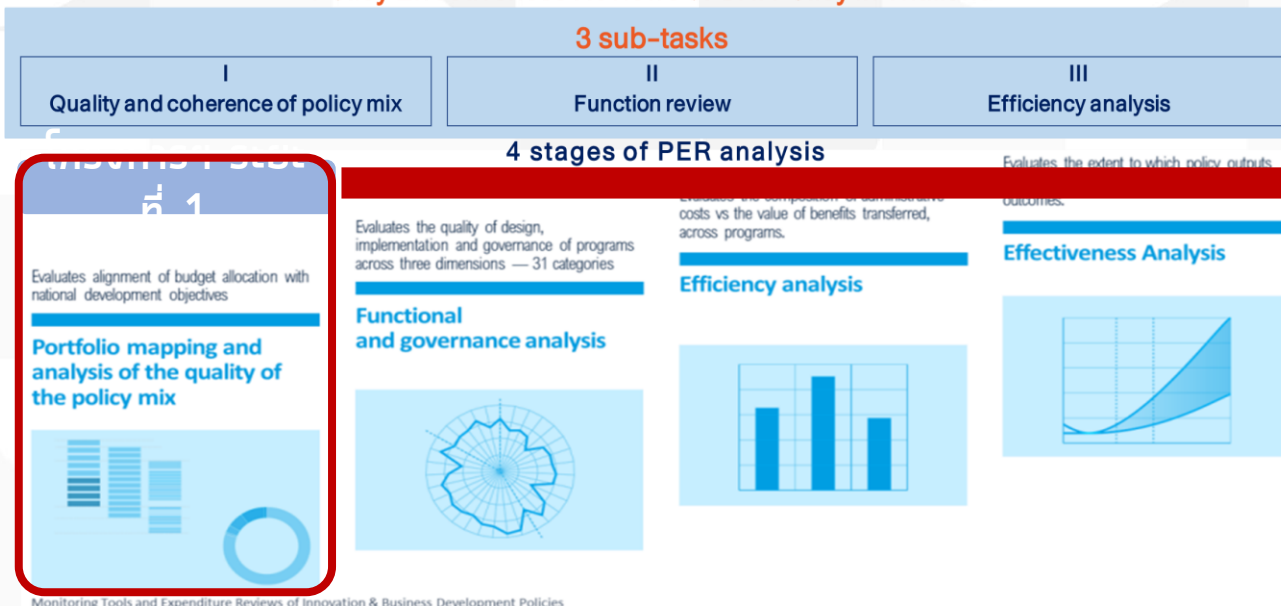 3 sub-tasks
I
Quality and coherence of policy mix
II
Function review
III
Efficiency analysis
4 stages of PER analysis
ที่ 1
Evaluates alignment of budget allocation with
national development objectives
Portfolio mapping and
analysis of the quality of
the policy mix
Evaluates the quality of design,
implementation and governance of programs
across three dimensions — 31 categories
Functional
and governance analysis
costs vs the value of benefits transferred,
across programs.
Efficiency analysis
Evaluates the extent to which policy outputs
outcomes.
Effectiveness Analysis
Monitoring Tools and Expenditure Reviews of Innovation & Business Development Policies